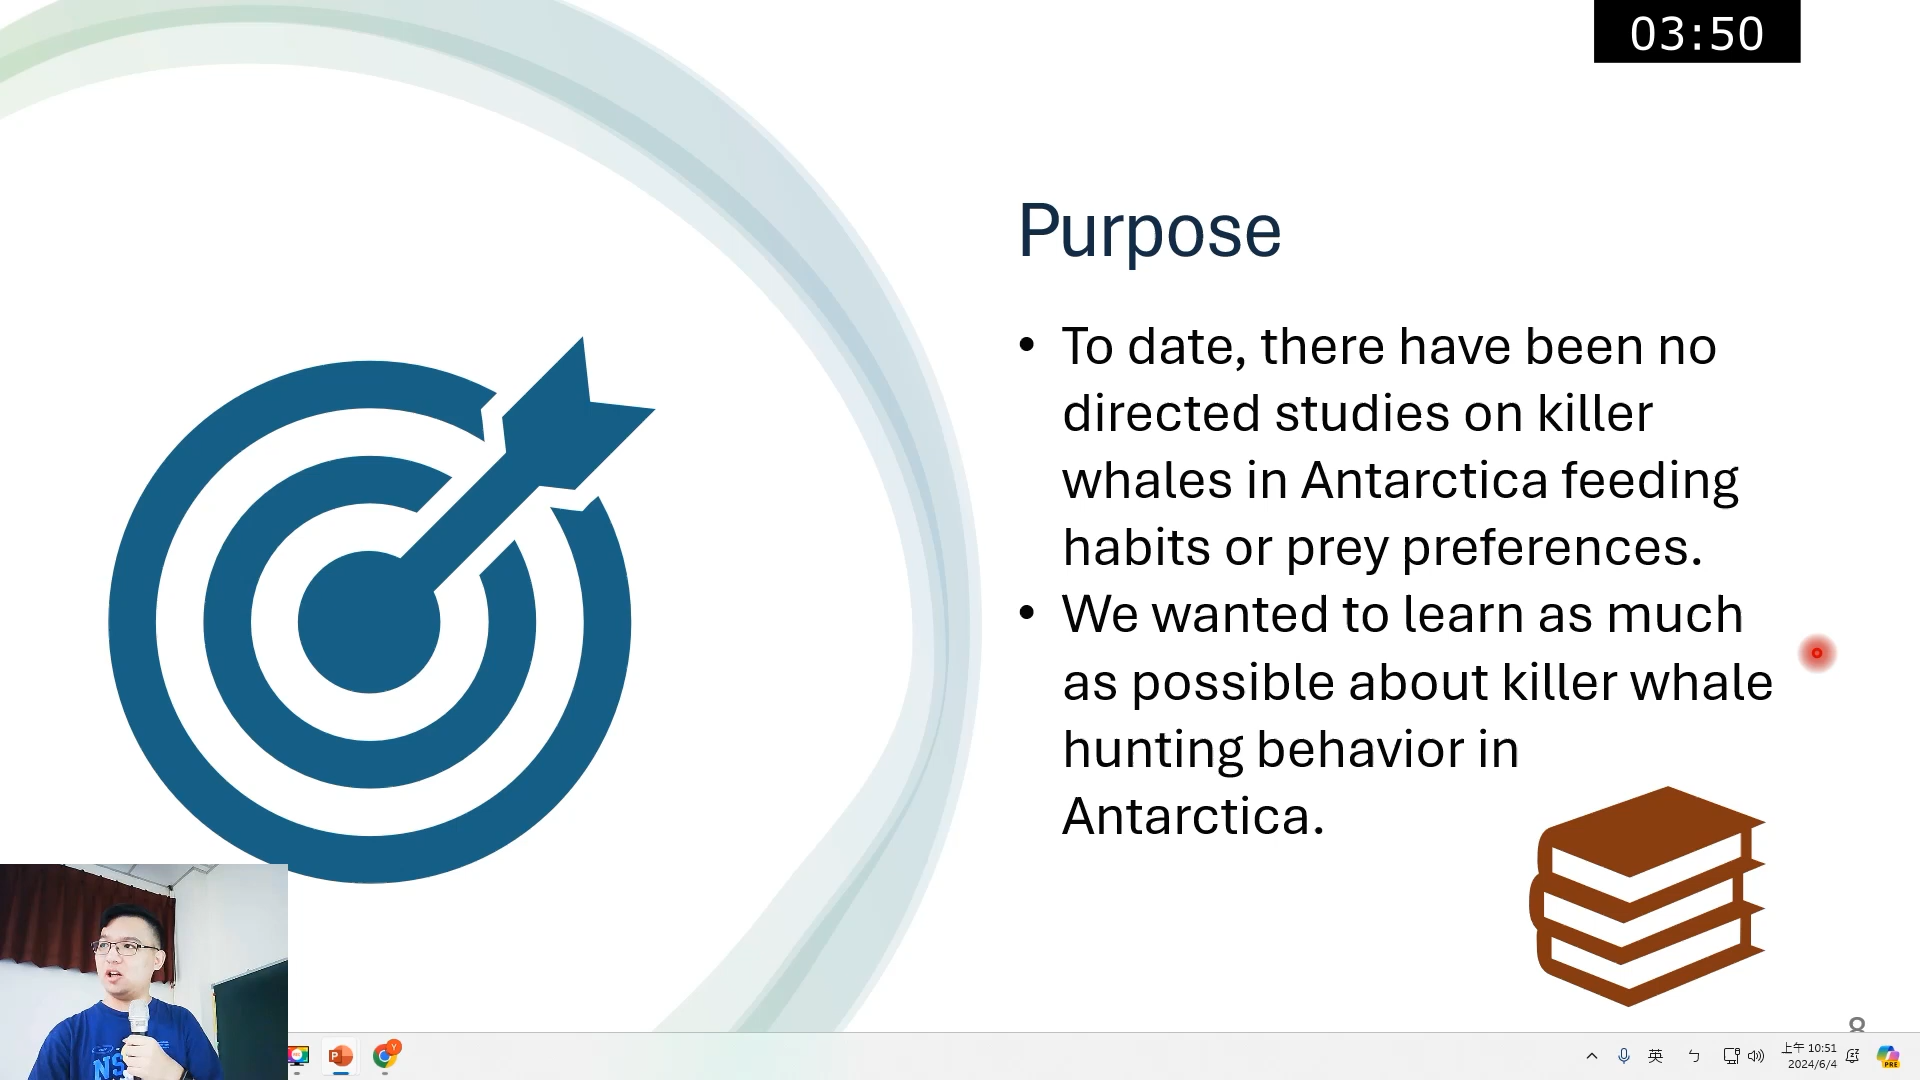 03:50
Purpose
• To date, there have been no
directed studies on killer
whales in Antarctica feeding
habits or prey preferences.
• We wanted to learn as much
as possible about killer whale
hunting behavior in
Antarctica.
8
NS
P
Y
英
ㄅ
上午 10:51
2024/6/4
PRE